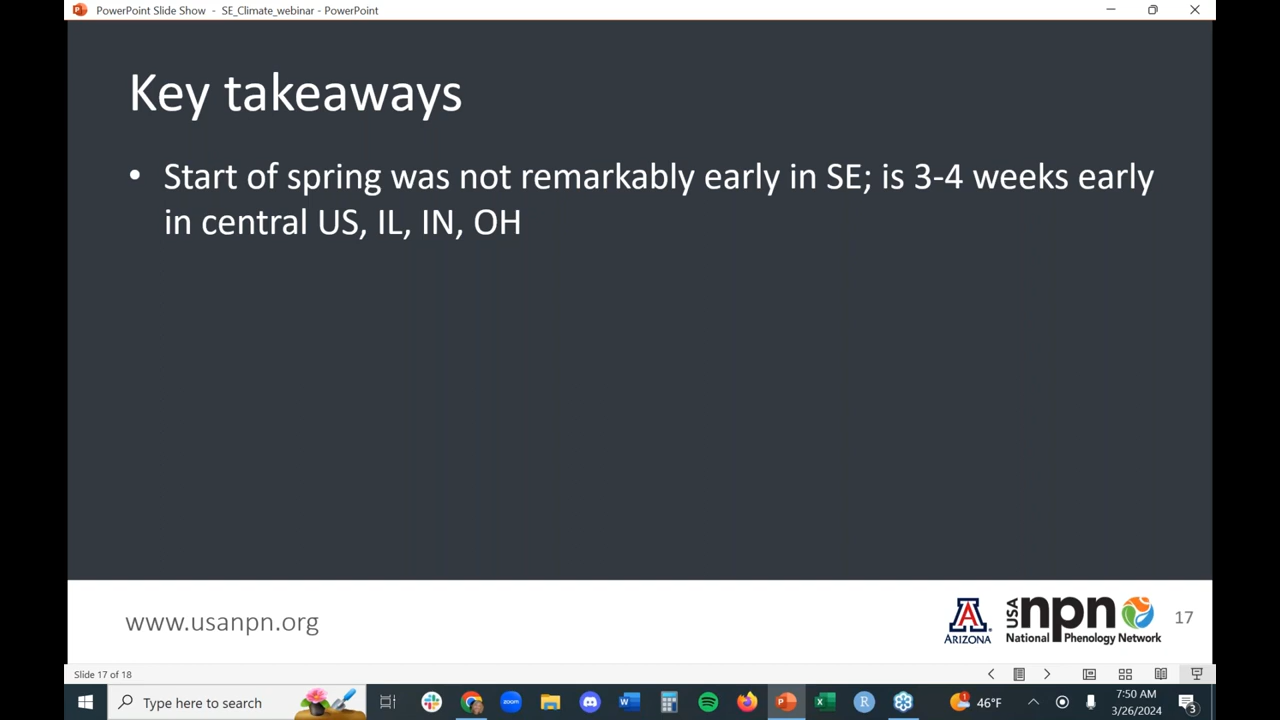 PowerPoint Slide Show - SE_Climate_webinar - PowerPoint
Key takeaways
• Start of spring was not remarkably early in SE; is 3-4 weeks early
in central US, IL, IN, OH
www.usanpn.org
A
ARIZONA
USA npn
National Phenology Network
17
Slide 17 of 18
Type here to search
zoom
46°F
7:50 AM
3/26/2024